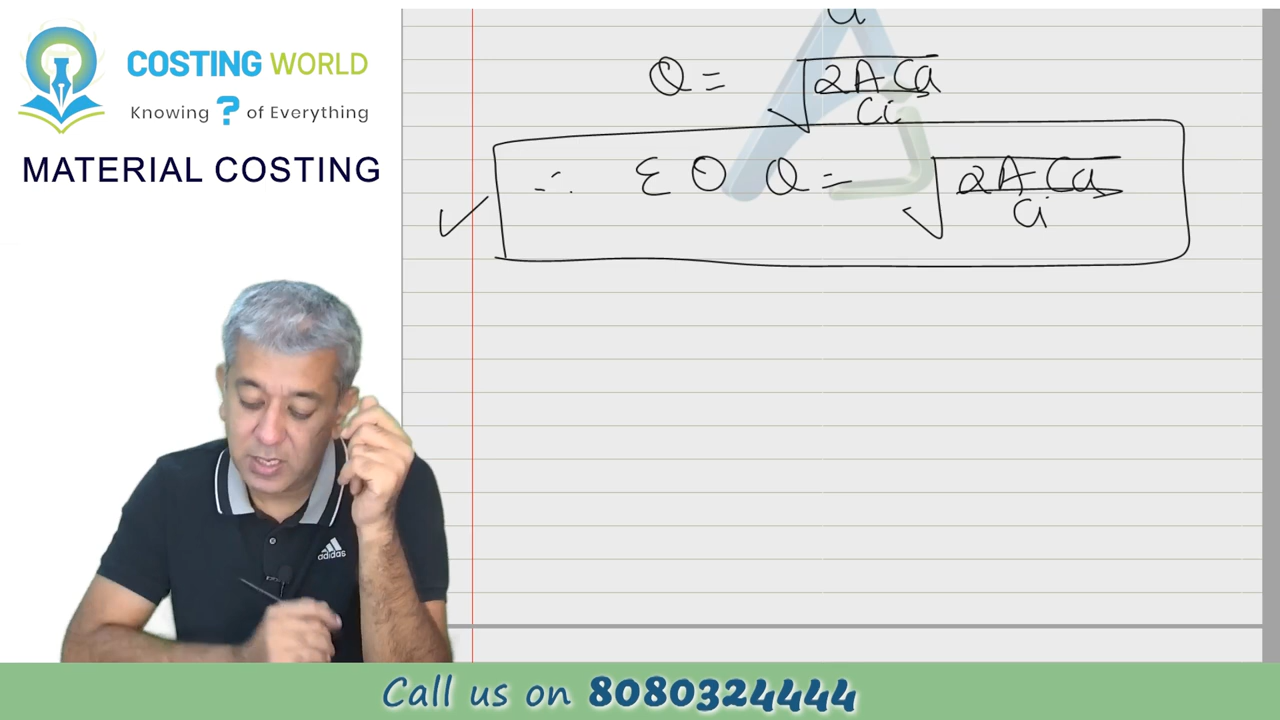 COSTING WORLD
Knowing ? of Everything
MATERIAL COSTING
Q = √2ACa/Ci
∴ EOQ = √2ACa/Ci
adidas
Call us on 8080324444